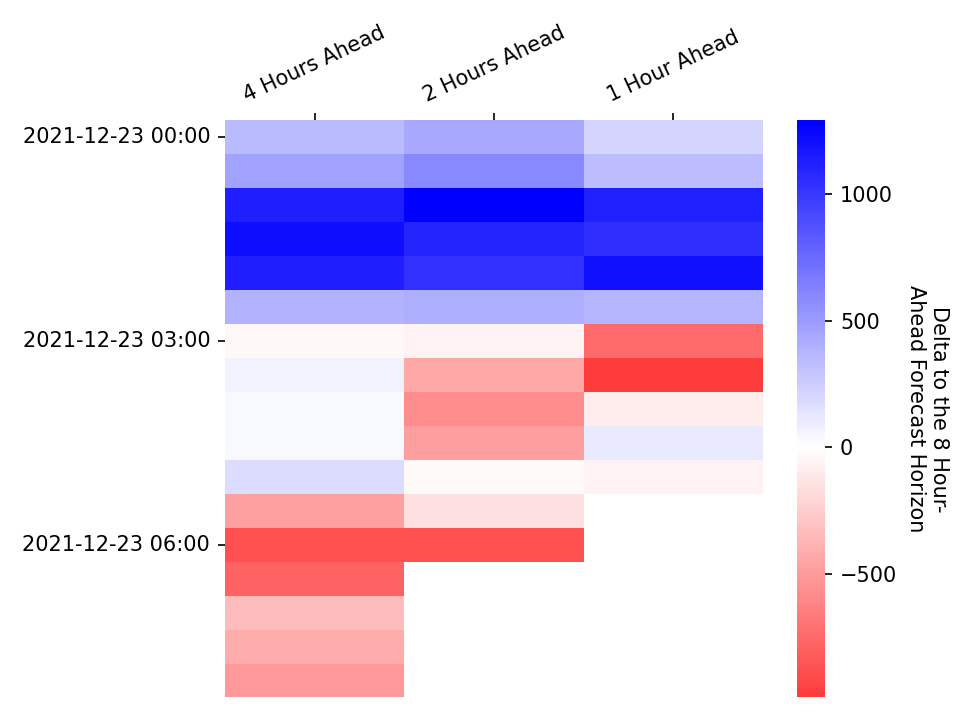 4 Hours Ahead
2 Hours Ahead
1 Hour Ahead
2021-12-23 00:00
2021-12-23 03:00
2021-12-23 06:00
1000
500
0
−500
Delta to the 8 Hour-
Ahead Forecast Horizon